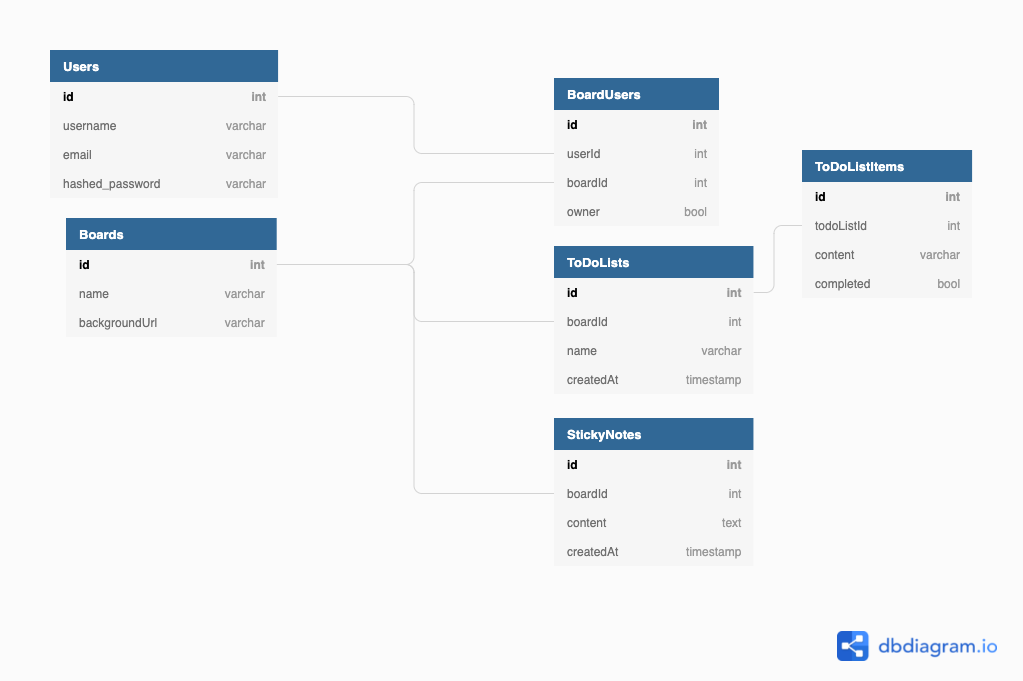 Users
id int
username varchar
email varchar
hashed_password varchar
Boards
id int
name varchar
backgroundUrl varchar
BoardUsers
id int
userId int
boardId int
owner bool
ToDoLists
id int
boardId int
name varchar
createdAt timestamp
StickyNotes
id int
boardId int
content text
createdAt timestamp
ToDoListItems
id int
todoListId int
content varchar
completed bool
dbdiagram.io